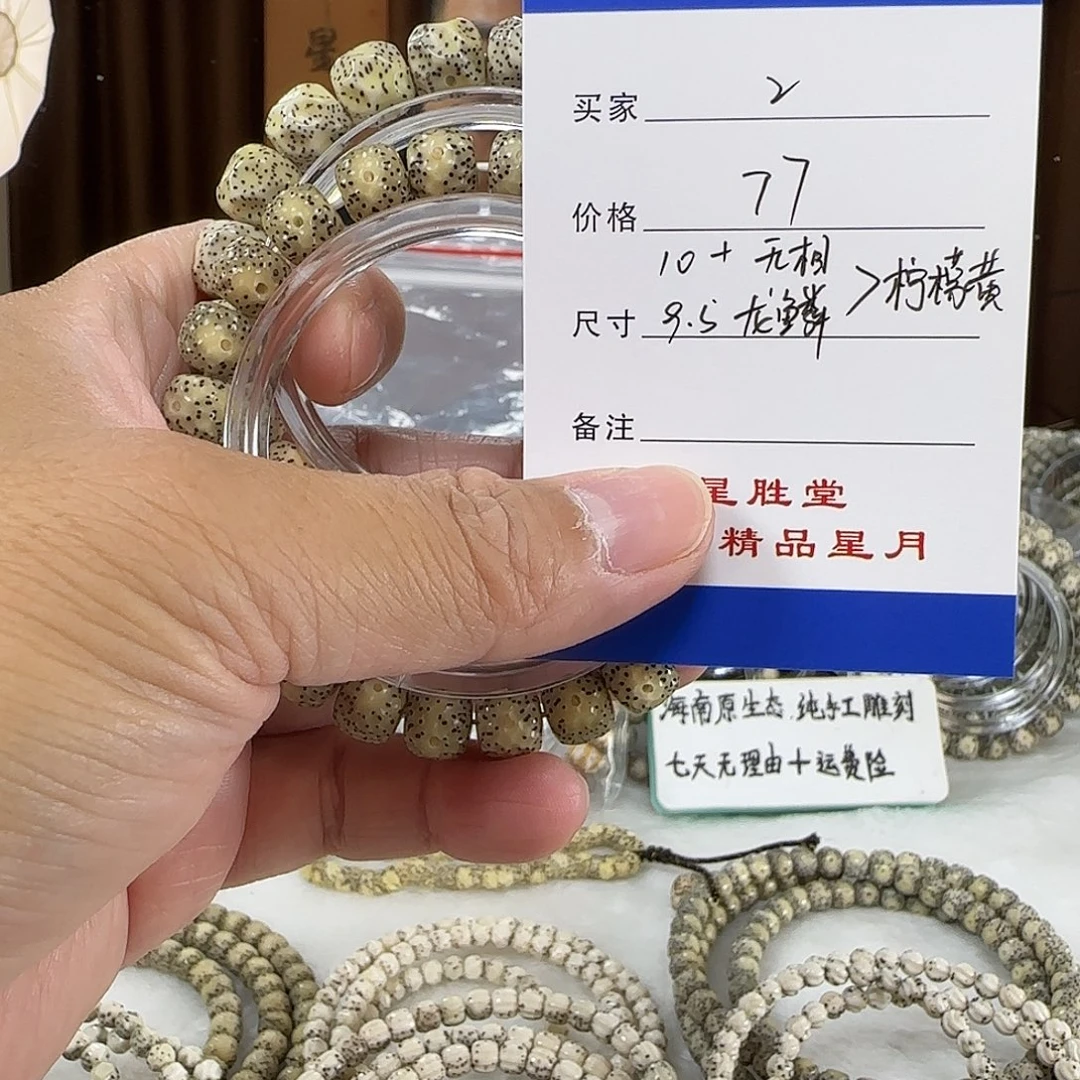 星
买家 2
价格 77
10+无相
尺寸 9.5龙鳞 >柠檬黄
备注
星胜堂
精品星月
海南原生态.纯手工雕刻
七天无理由+运费险